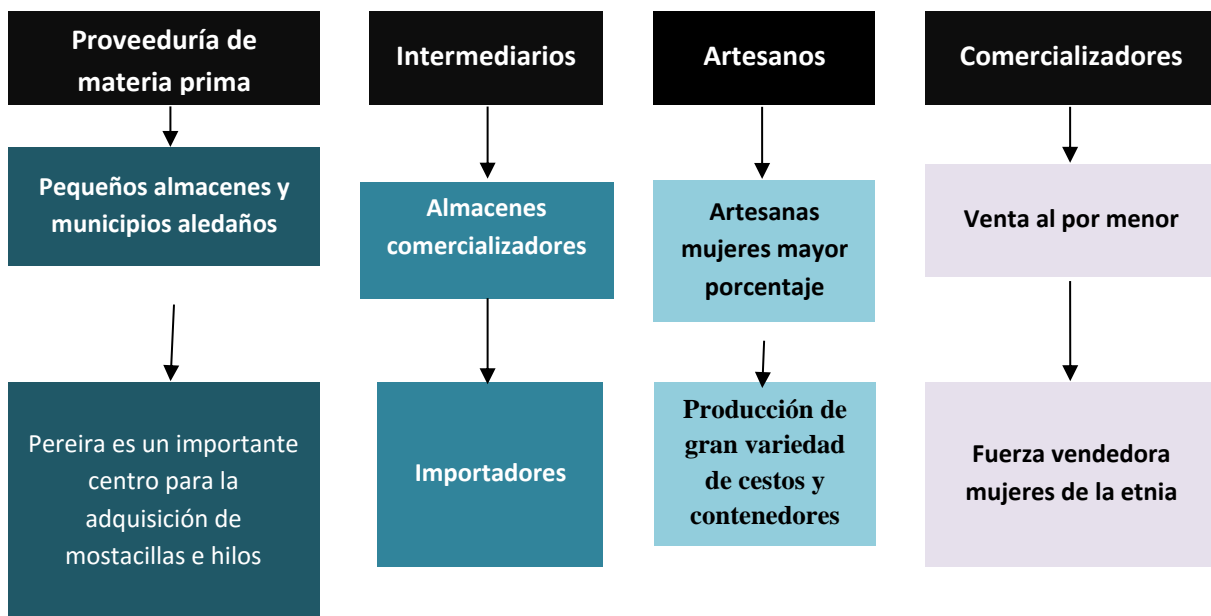 Proveeduría de
materia prima
Intermediarios
Artesanos
Comercializadores
Pequeños almacenes y
municipios aledaños
Almacenes
comercializadores
Artesanas
mujeres mayor
porcentaje
Venta al por menor
Pereira es un importante
centro para la
adquisición de
mostacillas e hilos
Importadores
Producción de
gran variedad
de cestos y
contenedores
Fuerza vendedora
mujeres de la etnia